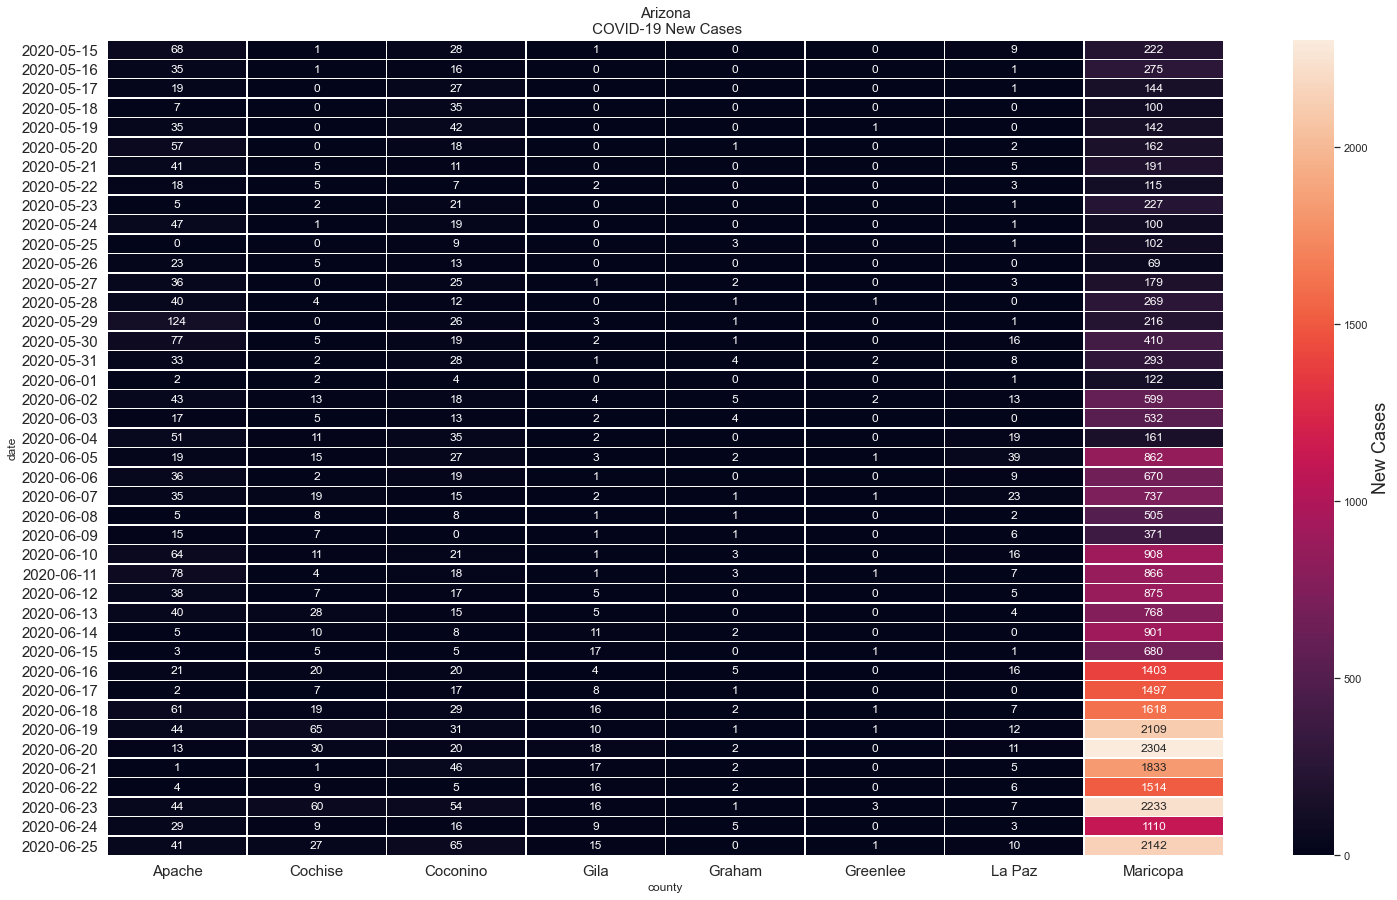 Arizona
COVID-19 New Cases
2020-05-15 68 1 28 1 0 0 9 222
2020-05-16 35 1 16 0 0 0 1 275
2020-05-17 19 0 27 0 0 0 1 144
2020-05-18 7 0 35 0 0 0 0 100
2020-05-19 35 0 42 0 0 1 0 142
2020-05-20 57 0 18 0 1 0 2 162
2020-05-21 41 5 11 0 0 0 5 191
2020-05-22 18 5 7 2 0 0 3 115
2020-05-23 5 2 21 0 0 0 1 227
2020-05-24 47 1 19 0 0 0 1 100
2020-05-25 0 0 9 0 3 0 1 102
2020-05-26 23 5 13 0 0 0 0 69
2020-05-27 36 0 25 1 2 0 3 179
2020-05-28 40 4 12 0 1 1 0 269
2020-05-29 124 0 26 3 1 0 1 216
2020-05-30 77 5 19 2 1 0 16 410
2020-05-31 33 2 28 1 4 2 8 293
2020-06-01 2 2 4 0 0 0 1 122
2020-06-02 43 13 18 4 5 2 13 599
2020-06-03 17 5 13 2 4 0 0 532
2020-06-04 51 11 35 2 0 0 19 161
2020-06-05 19 15 27 3 2 1 39 862
2020-06-06 36 2 19 1 0 0 9 670
2020-06-07 35 19 15 2 1 1 23 737
2020-06-08 5 8 8 1 1 0 2 505
2020-06-09 15 7 0 1 1 0 6 371
2020-06-10 64 11 21 1 3 0 16 908
2020-06-11 78 4 18 1 3 1 7 866
2020-06-12 38 7 17 5 0 0 5 875
2020-06-13 40 28 15 5 0 0 4 768
2020-06-14 5 10 8 11 2 0 0 901
2020-06-15 3 5 5 17 0 1 1 680
2020-06-16 21 20 20 4 5 0 16 1403
2020-06-17 2 7 17 8 1 0 0 1497
2020-06-18 61 19 29 16 2 1 7 1618
2020-06-19 44 65 31 10 1 1 12 2109
2020-06-20 13 30 20 18 2 0 11 2304
2020-06-21 1 1 46 17 2 0 5 1833
2020-06-22 4 9 5 16 2 0 6 1514
2020-06-23 44 60 54 16 1 3 7 2233
2020-06-24 29 9 16 9 5 0 3 1110
2020-06-25 41 27 65 15 0 1 10 2142
Apache Cochise Coconino Gila Graham Greenlee La Paz Maricopa
county
date
2000
1500
1000
500
0
New Cases